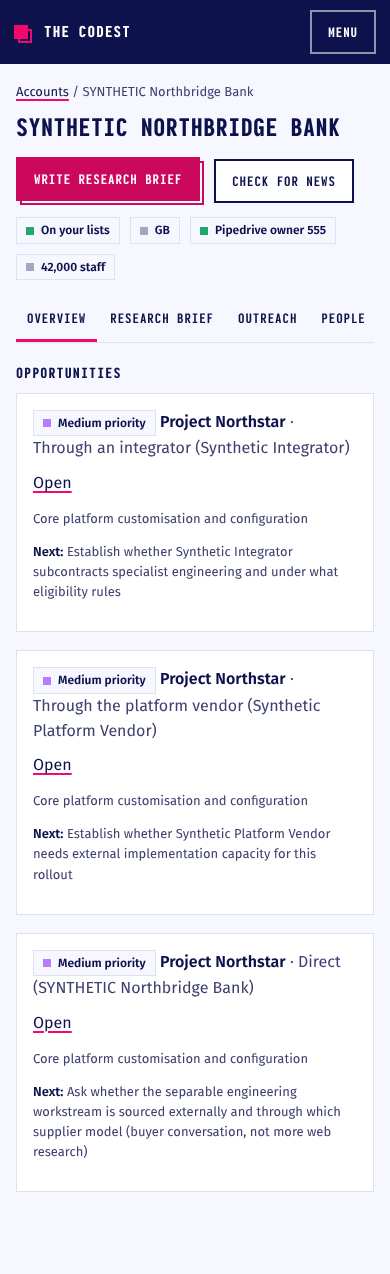 THE CODEST
MENU
Accounts / SYNTHETIC Northbridge Bank
SYNTHETIC NORTHBRIDGE BANK
WRITE RESEARCH BRIEF
CHECK FOR NEWS
On your lists
GB
Pipedrive owner 555
42,000 staff
OVERVIEW
RESEARCH BRIEF
OUTREACH
PEOPLE
OPPORTUNITIES
Medium priority Project Northstar ·
Through an integrator (Synthetic Integrator)
Open
Core platform customisation and configuration
Next: Establish whether Synthetic Integrator
subcontracts specialist engineering and under what
eligibility rules
Medium priority Project Northstar ·
Through the platform vendor (Synthetic
Platform Vendor)
Open
Core platform customisation and configuration
Next: Establish whether Synthetic Platform Vendor
needs external implementation capacity for this
rollout
Medium priority Project Northstar · Direct
(SYNTHETIC Northbridge Bank)
Open
Core platform customisation and configuration
Next: Ask whether the separable engineering
workstream is sourced externally and through which
supplier model (buyer conversation, not more web
research)